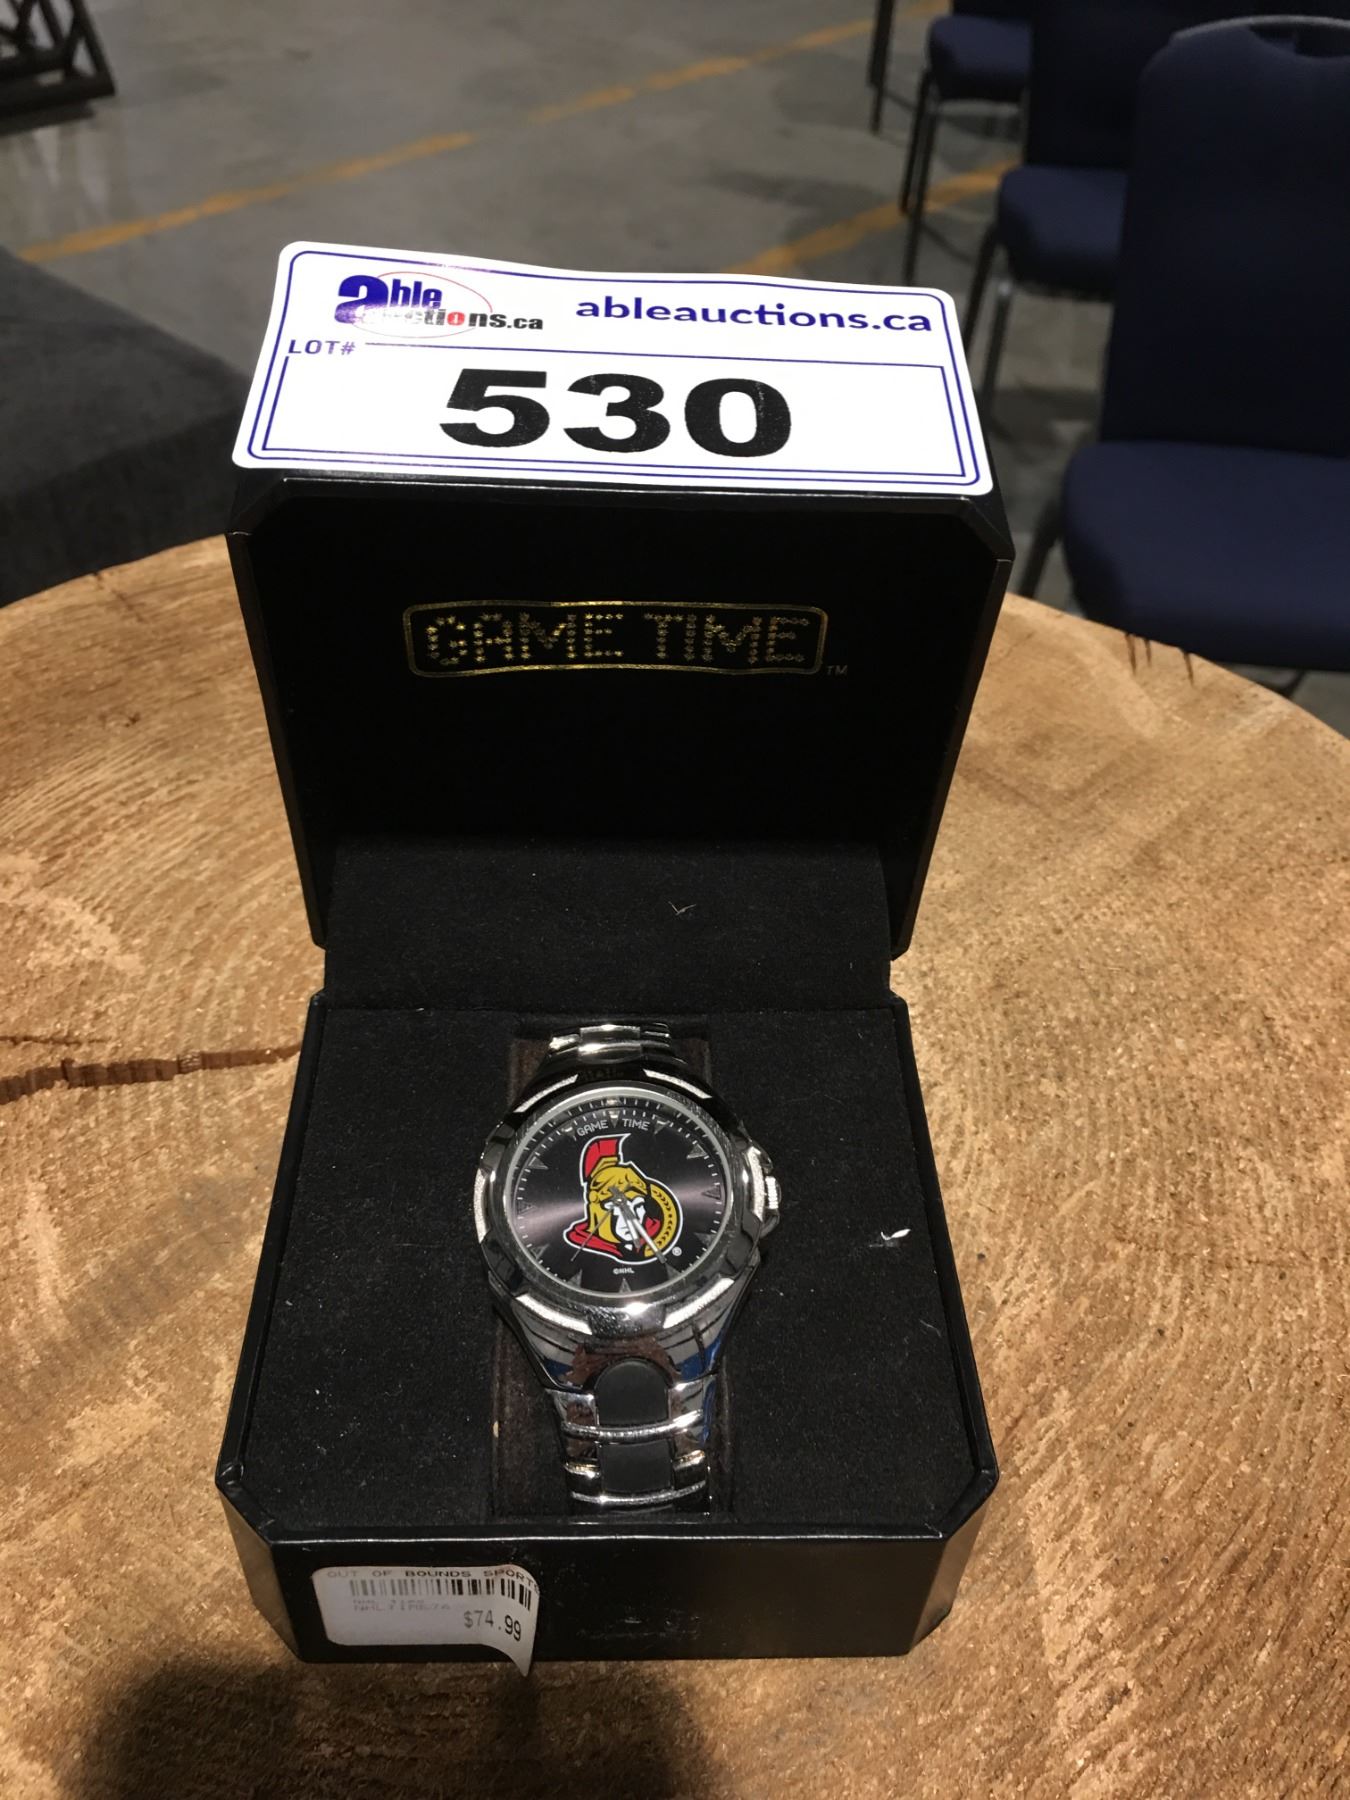 able auctions.ca
ableauctions.ca
LOT#
530
GAME TIME ™
GAME TIME
®
©NHL
OUT OF BOUNDS SPORTS
$74.99